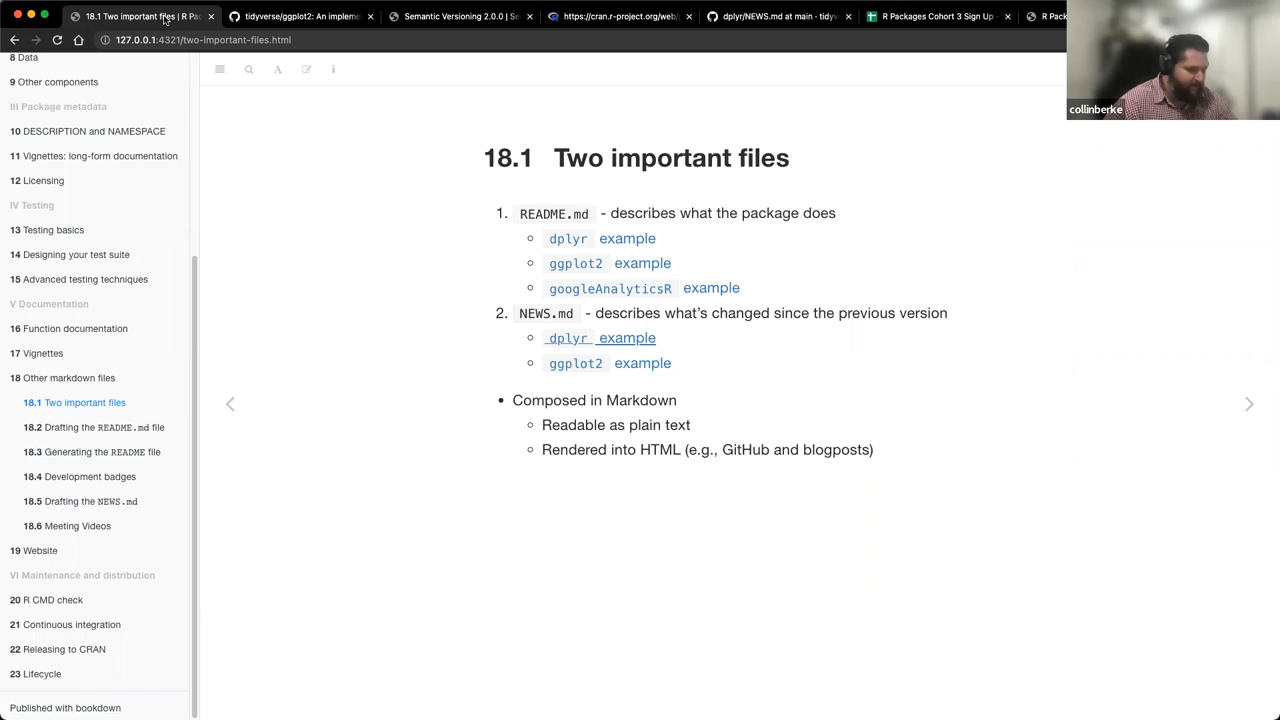 18.1 Two important files | R Pac
tidyverse/ggplot2: An impleme
Semantic Versioning 2.0.0 | Se
https://cran.r-project.org/web/
dplyr/NEWS.md at main · tidyv
R Packages Cohort 3 Sign Up -
R Pack
127.0.0.1:4321/two-important-files.html
collinberke
8 Data
9 Other components
III Package metadata
10 DESCRIPTION and NAMESPACE
11 Vignettes: long-form documentation
12 Licensing
IV Testing
13 Testing basics
14 Designing your test suite
15 Advanced testing techniques
V Documentation
16 Function documentation
17 Vignettes
18 Other markdown files
18.1 Two important files
18.2 Drafting the README.md file
18.3 Generating the README file
18.4 Development badges
18.5 Drafting the NEWS.md
18.6 Meeting Videos
19 Website
VI Maintenance and distribution
20 R CMD check
21 Continuous integration
22 Releasing to CRAN
23 Lifecycle
Published with bookdown
18.1 Two important files
1. README.md - describes what the package does
dplyr example
ggplot2 example
googleAnalyticsR example
2. NEWS.md - describes what's changed since the previous version
dplyr example
ggplot2 example
• Composed in Markdown
Readable as plain text
Rendered into HTML (e.g., GitHub and blogposts)